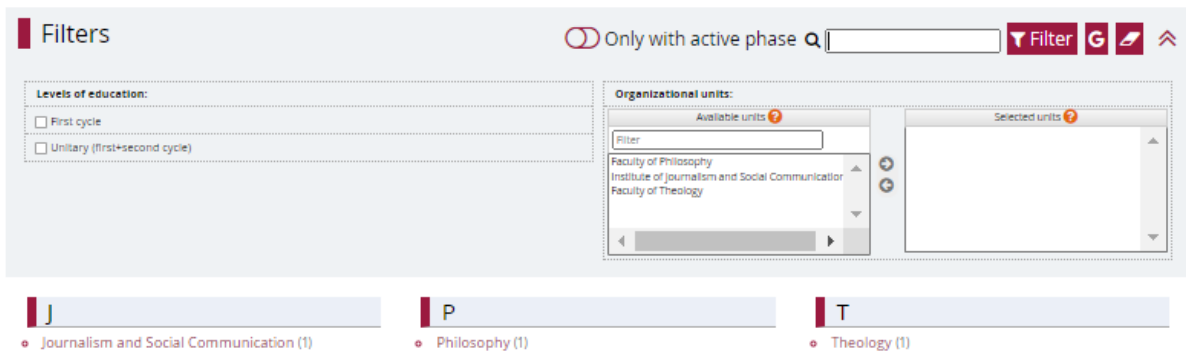 Filters
Only with active phase
Filter
G
Levels of education:
First cycle
Unitary (first+second cycle)
Organizational units:
Available units ?
Filter
Faculty of Philosophy
Institute of Journalism and Social Communication
Faculty of Theology
Selected units ?
J
Journalism and Social Communication (1)
P
Philosophy (1)
T
Theology (1)